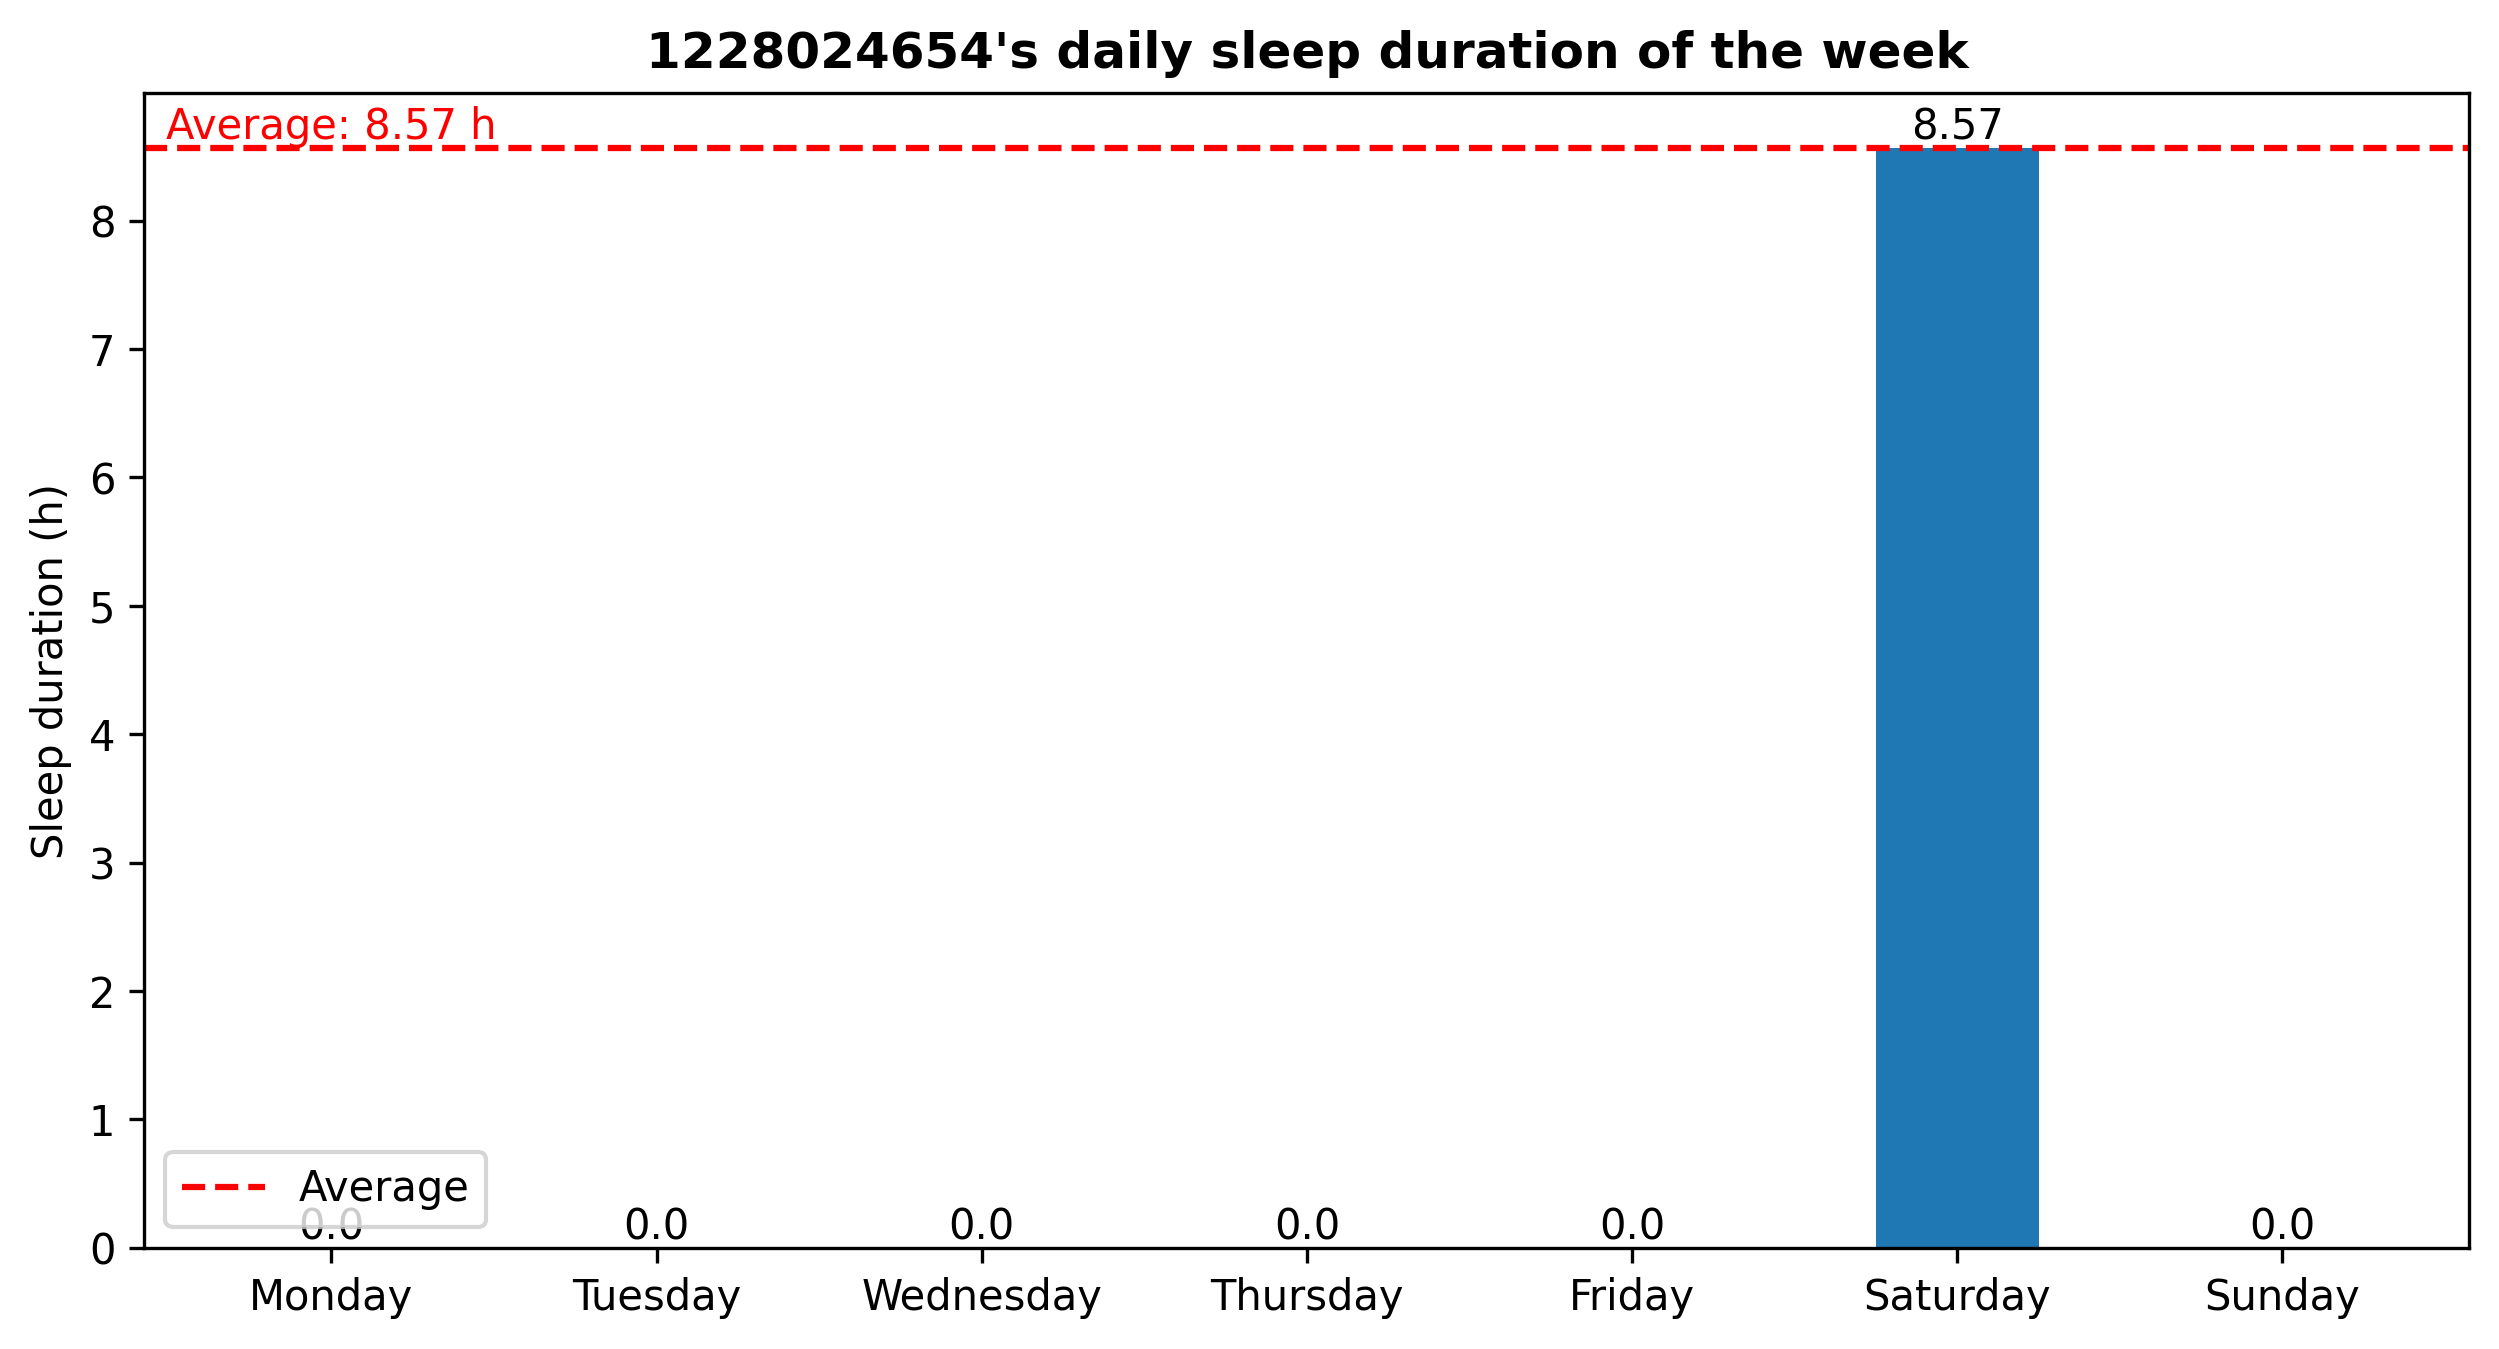 1228024654's daily sleep duration of the week
Average: 8.57 h
8.57
8
7
6
5
4
3
2
1
0
Sleep duration (h)
Average
0.0 0.0 0.0 0.0 0.0 0.0
Monday Tuesday Wednesday Thursday Friday Saturday Sunday